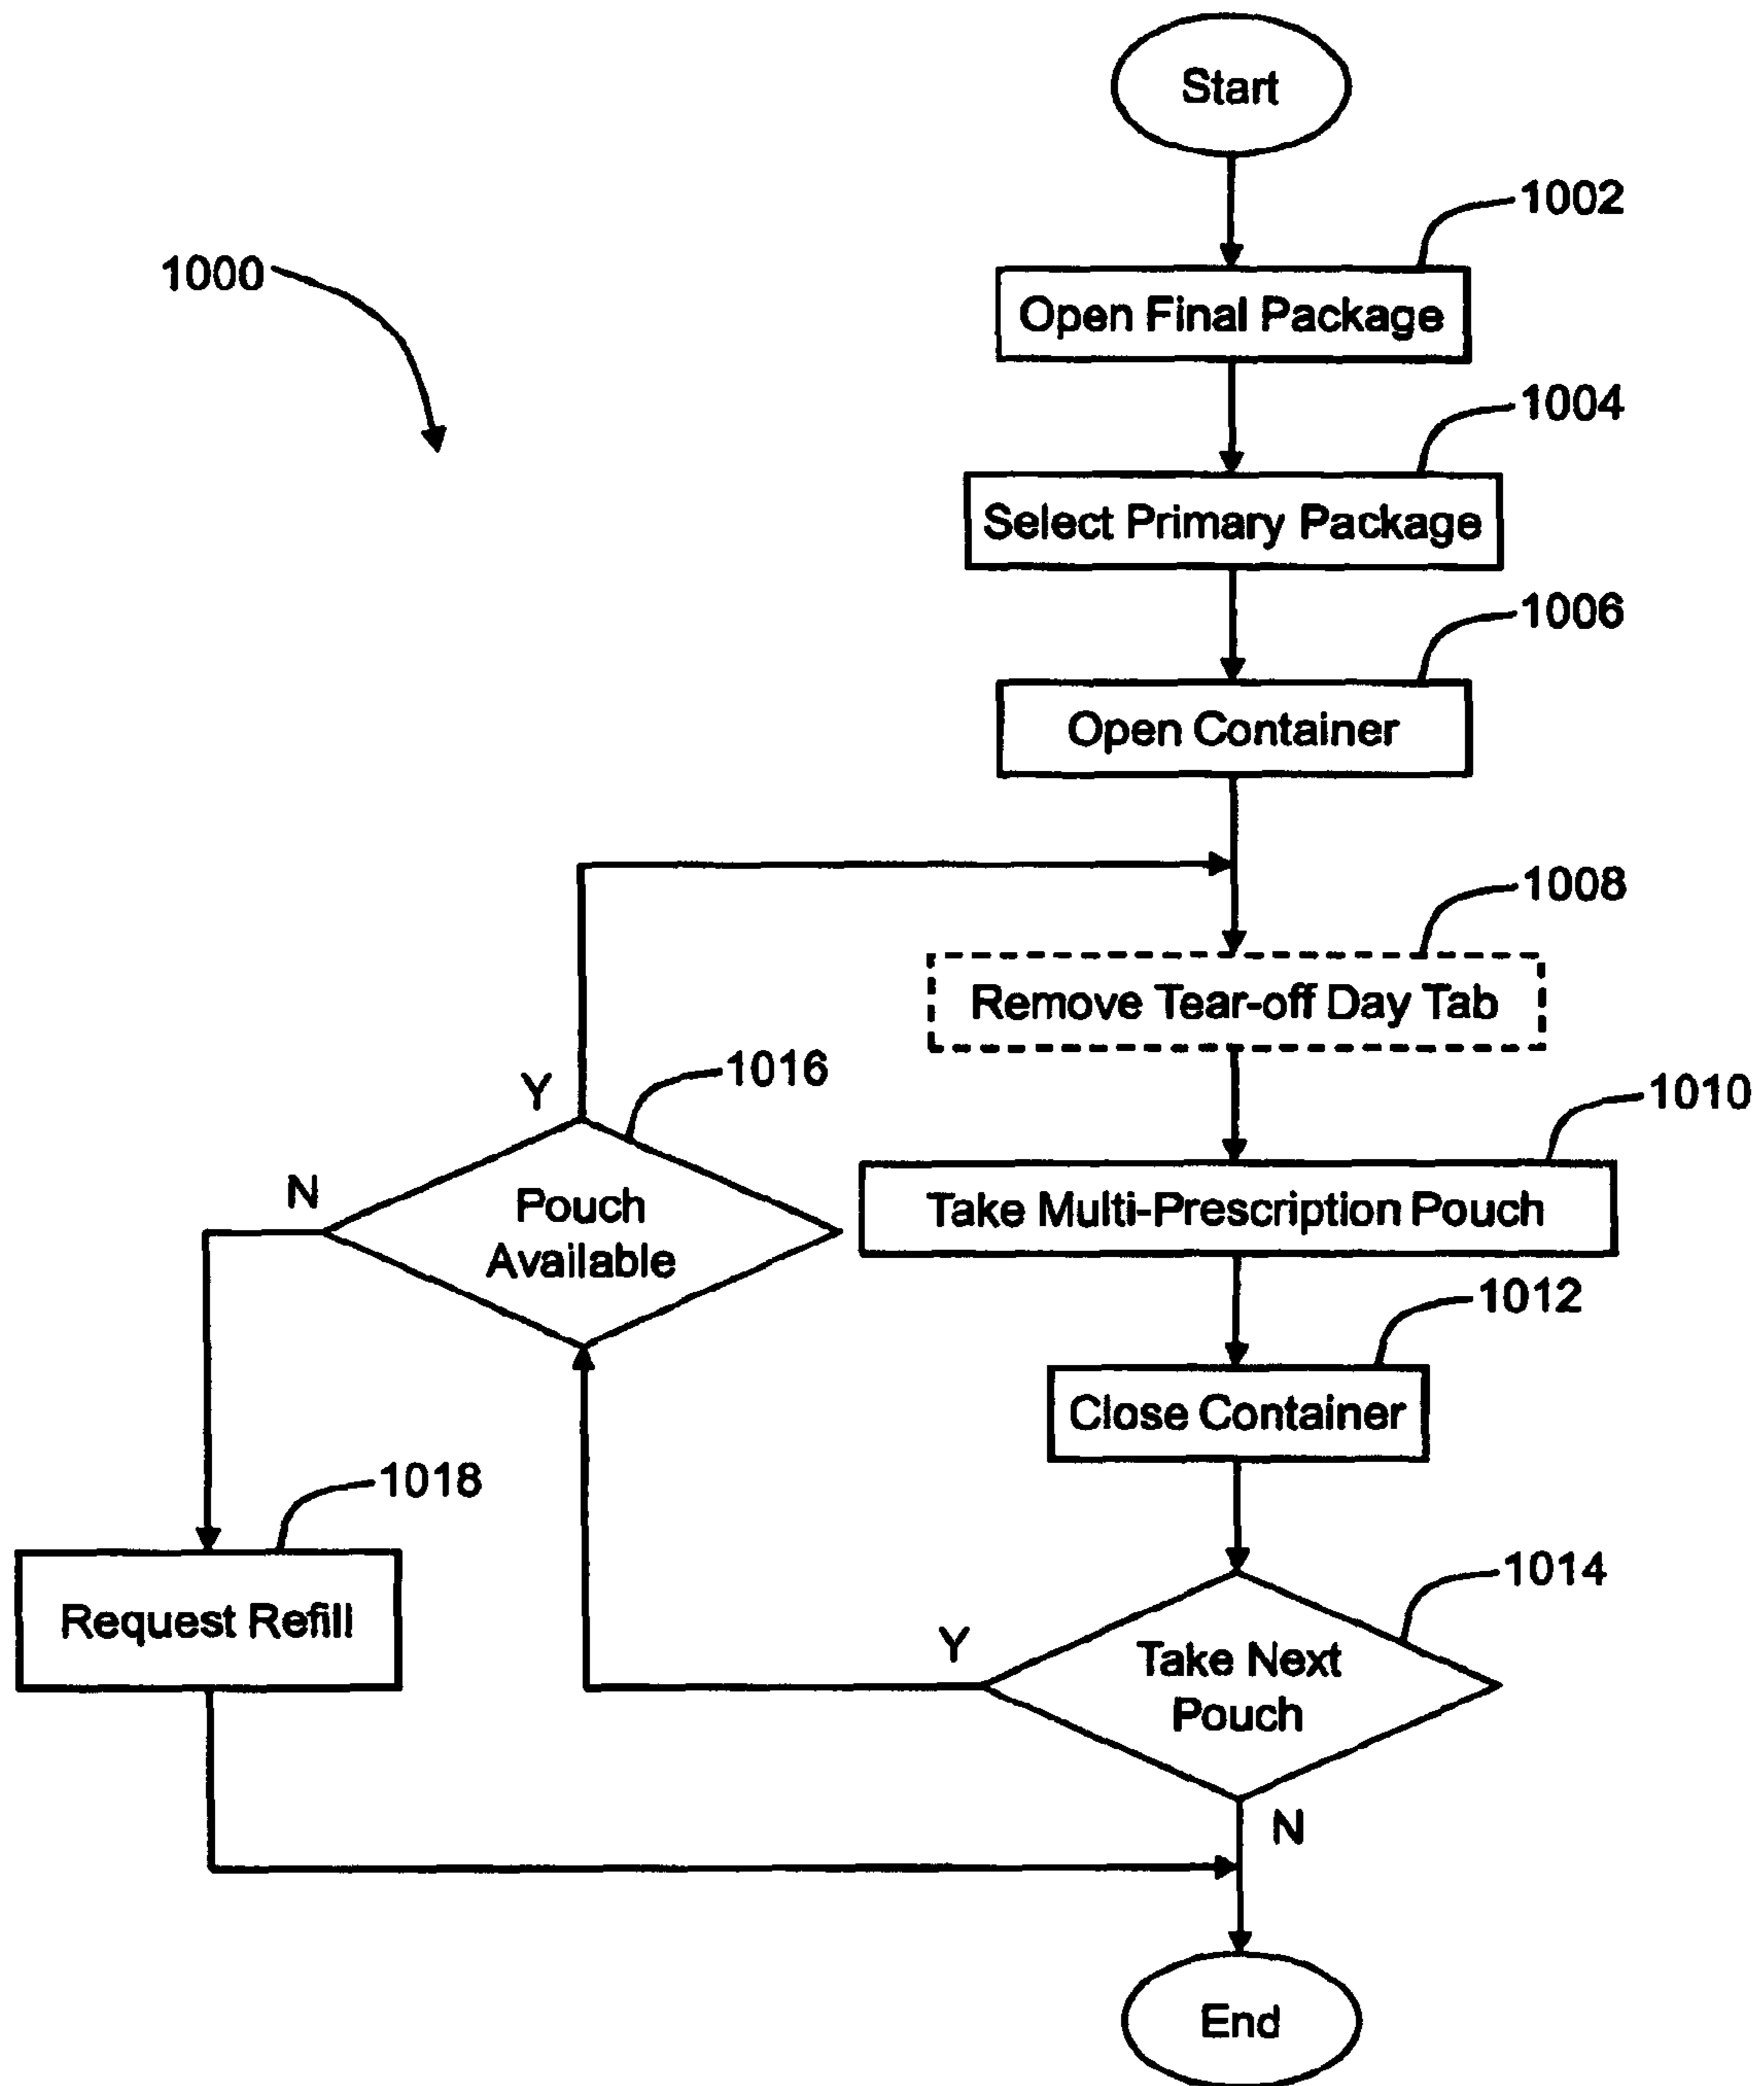 Start
1002
1000
Open Final Package
1004
Select Primary Package
1006
Open Container
1008
Remove Tear-off Day Tab
1016
Y
1010
N
Pouch
Available
Take Multi-Prescription Pouch
1012
Close Container
1018
1014
Request Refill
Y
Take Next
Pouch
N
End